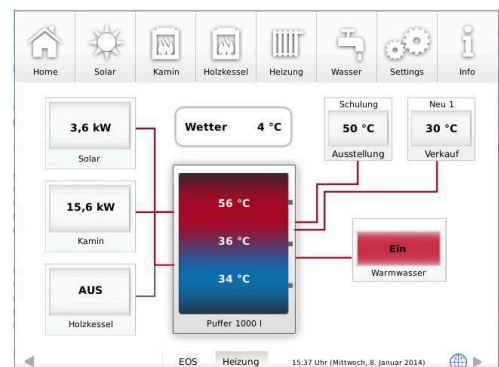 Home Solar Kamin Holzkessel Heizung Wasser Settings Info
3,6 kW
Solar
Wetter 4 °C
Schulung
50 °C
Ausstellung
Neu 1
30 °C
Verkauf
15,6 kW
Kamin
56 °C
36 °C
34 °C
Puffer 1000 l
Ein
Warmwasser
AUS
Holzkessel
EOS Heizung 15:37 Uhr (Mittwoch, 8. Januar 2014)